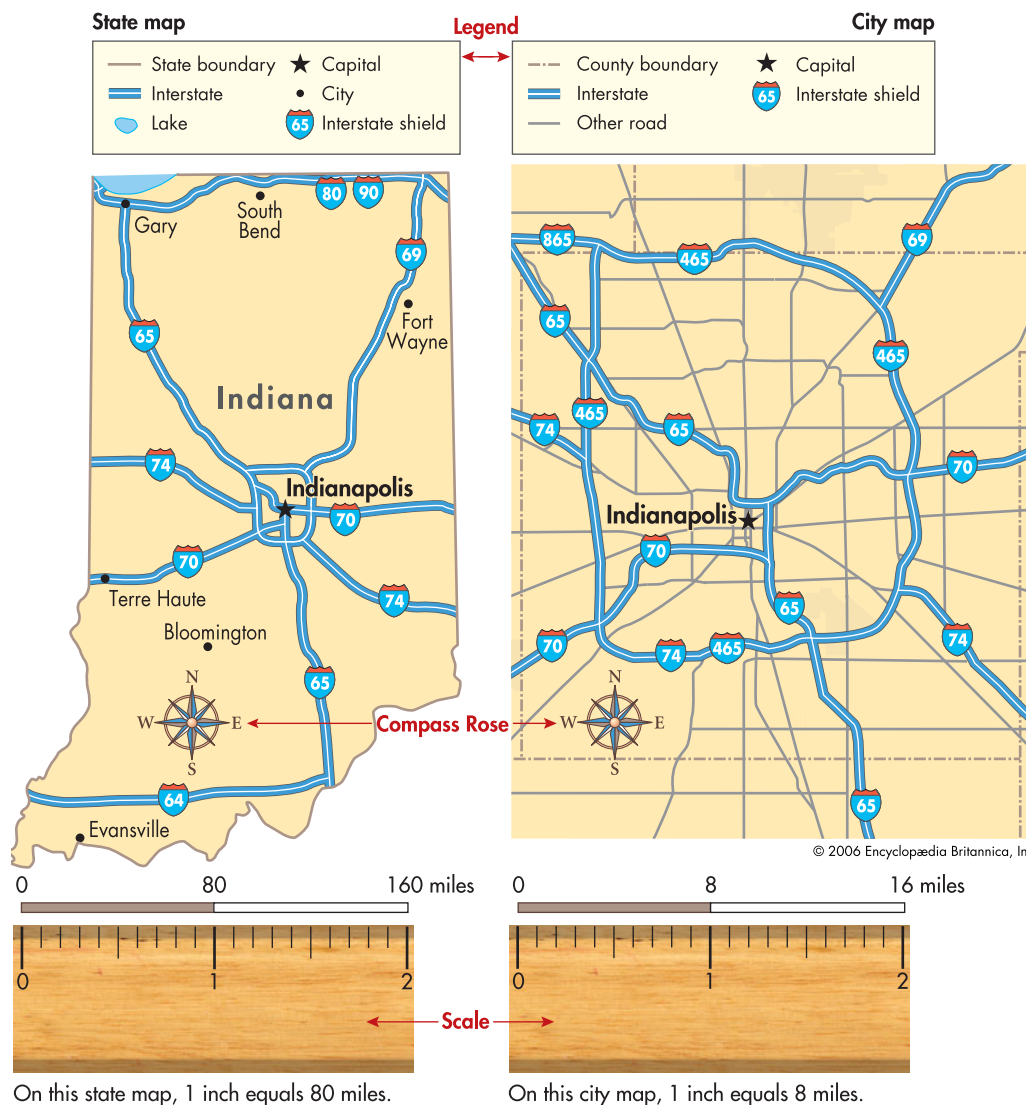 State map
Legend
City map
State boundary
Capital
Interstate
City
Lake
65
Interstate shield
County boundary
Capital
Interstate
65
Interstate shield
Other road
80
90
Gary
South
Bend
69
Fort
Wayne
65
Indiana
74
Indianapolis
70
70
Terre Haute
74
Bloomington
65
N
W
E
S
Compass Rose
64
Evansville
865
465
69
65
465
465
74
65
70
Indianapolis
70
65
70
74
465
74
N
W
E
S
65
© 2006 Encyclopædia Britannica, In
0 80 160 miles
0 1 2
0 8 16 miles
0 1 2
Scale
On this state map, 1 inch equals 80 miles.
On this city map, 1 inch equals 8 miles.